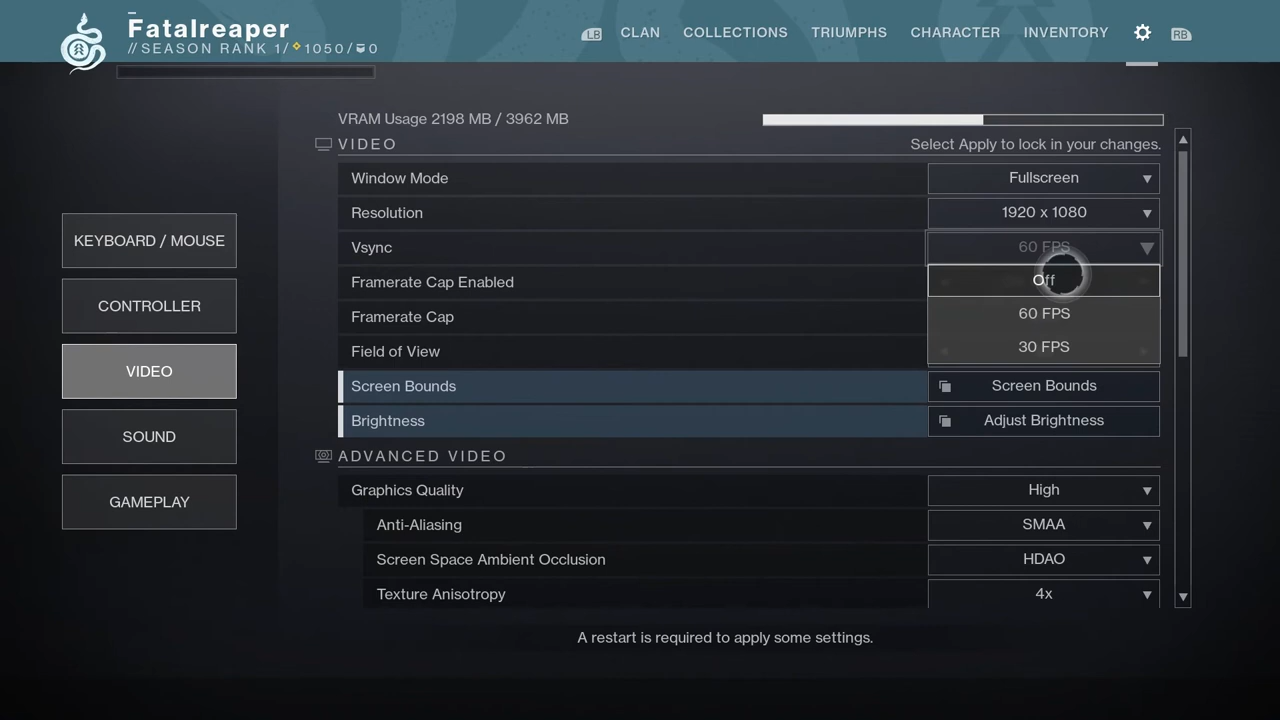 Fatalreaper
// SEASON RANK 1/1050/0
LB CLAN COLLECTIONS TRIUMPHS CHARACTER INVENTORY RB
VRAM Usage 2198 MB / 3962 MB
VIDEO Select Apply to lock in your changes.
Window Mode Fullscreen
Resolution 1920 x 1080
Vsync 60 FPS
Off
60 FPS
30 FPS
Framerate Cap Enabled
Framerate Cap
Field of View
Screen Bounds Screen Bounds
Brightness Adjust Brightness
KEYBOARD / MOUSE
CONTROLLER
VIDEO
SOUND
GAMEPLAY
ADVANCED VIDEO
Graphics Quality High
Anti-Aliasing SMAA
Screen Space Ambient Occlusion HDAO
Texture Anisotropy 4x
A restart is required to apply some settings.